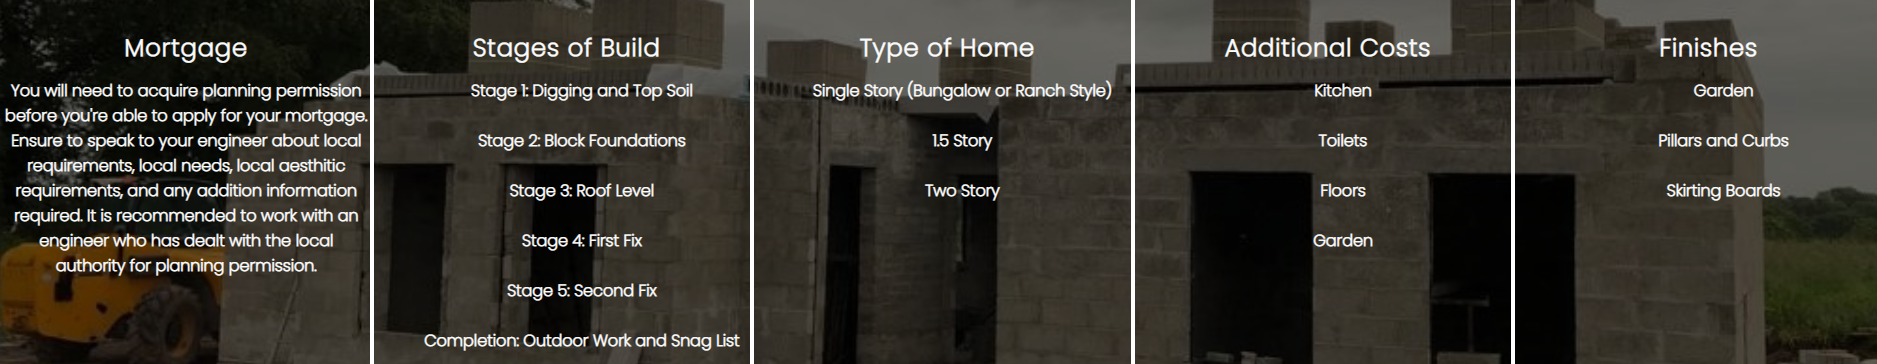 Mortgage
You will need to acquire planning permission
before you're able to apply for your mortgage.
Ensure to speak to your engineer about local
requirements, local needs, local aesthitic
requirements, and any addition information
required. It is recommended to work with an
engineer who has dealt with the local
authority for planning permission.
Stages of Build
Stage 1: Digging and Top Soil
Stage 2: Block Foundations
Stage 3: Roof Level
Stage 4: First Fix
Stage 5: Second Fix
Completion: Outdoor Work and Snag List
Type of Home
Single Story (Bungalow or Ranch Style)
1.5 Story
Two Story
Additional Costs
Kitchen
Toilets
Floors
Garden
Finishes
Garden
Pillars and Curbs
Skirting Boards